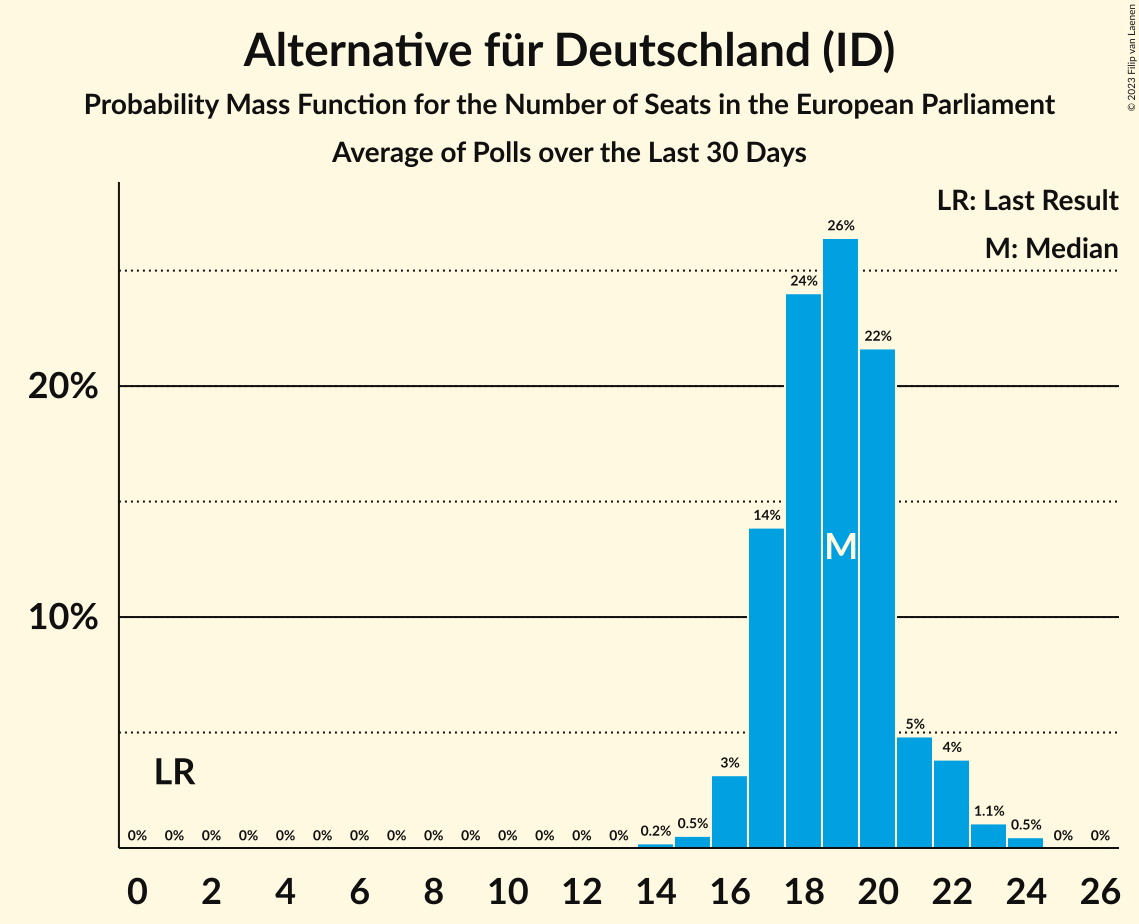 Alternative für Deutschland (ID)
Probability Mass Function for the Number of Seats in the European Parliament
Average of Polls over the Last 30 Days
© 2023 Filip van Laenen
LR: Last Result
M: Median
26%
24%
22%
20%
14%
M
10%
5%
4%
3%
LR
1.1%
0% 0% 0% 0% 0% 0% 0% 0% 0% 0% 0% 0% 0% 0% 0.2% 0.5% 0.5% 0% 0%
0 2 4 6 8 10 12 14 16 18 20 22 24 26